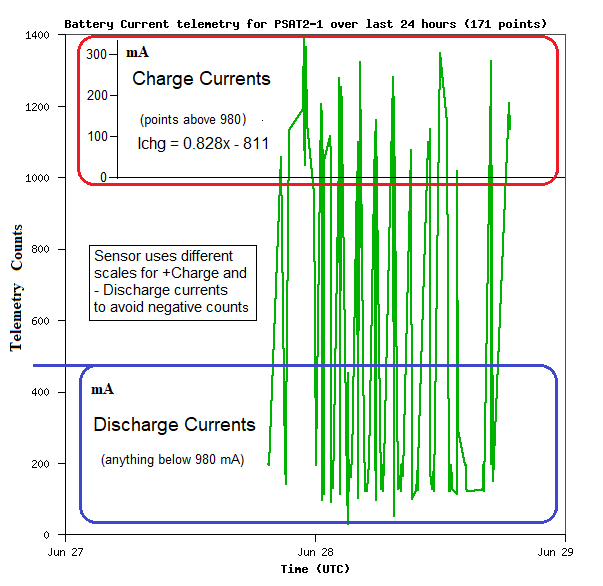 Battery Current telemetry for PSAT2-1 over last 24 hours (171 points)
1400
1200
1000
800
600
400
200
0
Telemetry Counts
300
200
100
0
mA
Charge Currents
(points above 980)
Ichg = 0.828x - 811
Sensor uses different
scales for +Charge and
- Discharge currents
to avoid negative counts
mA
Discharge Currents
(anything below 980 mA)
Jun 27
Jun 28
Jun 29
Time (UTC)